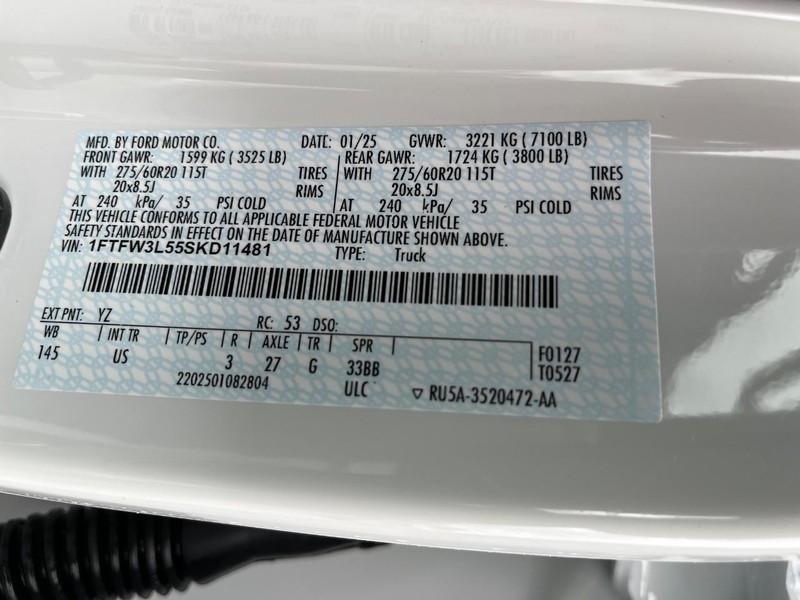 MFD. BY FORD MOTOR CO. DATE: 01/25 GVWR: 3221 KG ( 7100 LB)
FRONT GAWR: 1599 KG ( 3525 LB) REAR GAWR: 1724 KG ( 3800 LB)
WITH 275/60R20 115T TIRES WITH 275/60R20 115T TIRES
20x8.5J RIMS 20x8.5J RIMS
AT 240 kPa/ 35 PSI COLD AT 240 kPa/ 35 PSI COLD
THIS VEHICLE CONFORMS TO ALL APPLICABLE FEDERAL MOTOR VEHICLE
SAFETY STANDARDS IN EFFECT ON THE DATE OF MANUFACTURE SHOWN ABOVE.
VIN: 1FTFW3L55SKD11481 TYPE: Truck
EXT PNT: YZ RC: 53 DSO:
WB INT TR TP/PS R AXLE TR SPR F0127
145 US 3 27 G 33BB T0527
2202501082804 ULC ▽ RU5A-3520472-AA